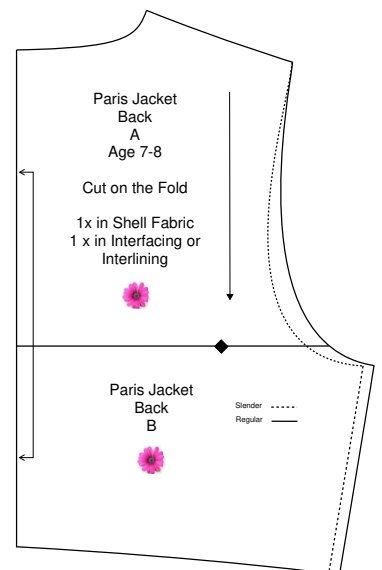 Paris Jacket
Back
A
Age 7-8
Cut on the Fold
1x in Shell Fabric
1 x in Interfacing or
Interlining
Paris Jacket
Back
B
Slender
Regular